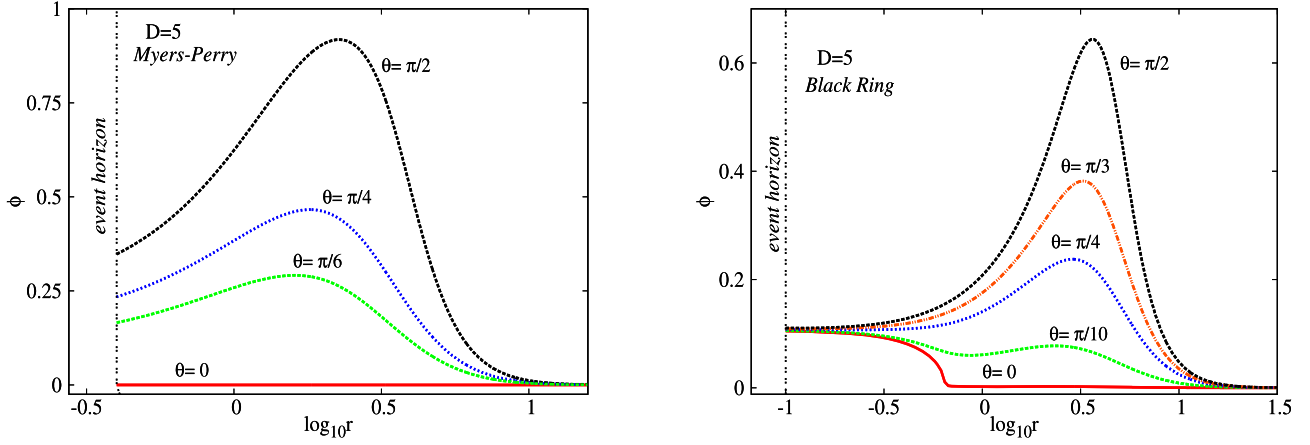 D=5
Myers-Perry
θ= π/2
θ= π/4
θ= π/6
θ= 0
event horizon
ϕ
1
0.75
0.5
0.25
0
-0.5
0
0.5
1
log10r
D=5
Black Ring
θ= π/2
θ= π/3
θ= π/4
θ= π/10
θ= 0
event horizon
ϕ
0.6
0.4
0.2
0
-1
-0.5
0
0.5
1
1.5
log10r